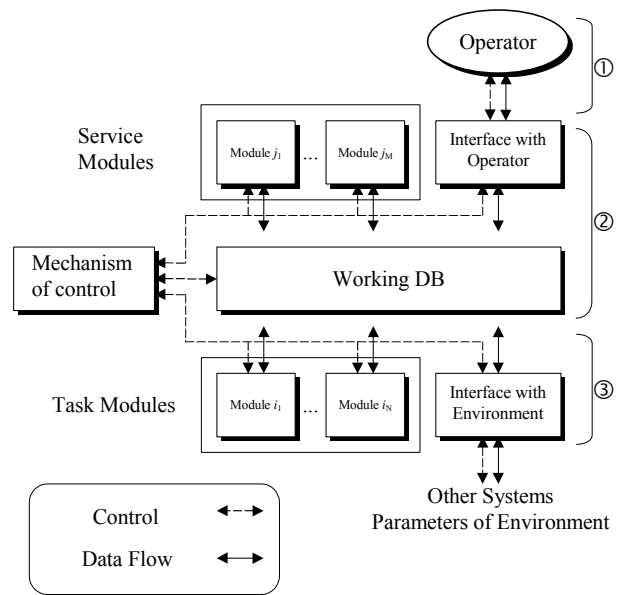 Operator
①
Service
Modules
Module j1
...
Module jM
Interface with
Operator
②
Mechanism
of control
Working DB
Task Modules
Module i1
...
Module iN
Interface with
Environment
③
Other Systems
Parameters of Environment
Control
Data Flow